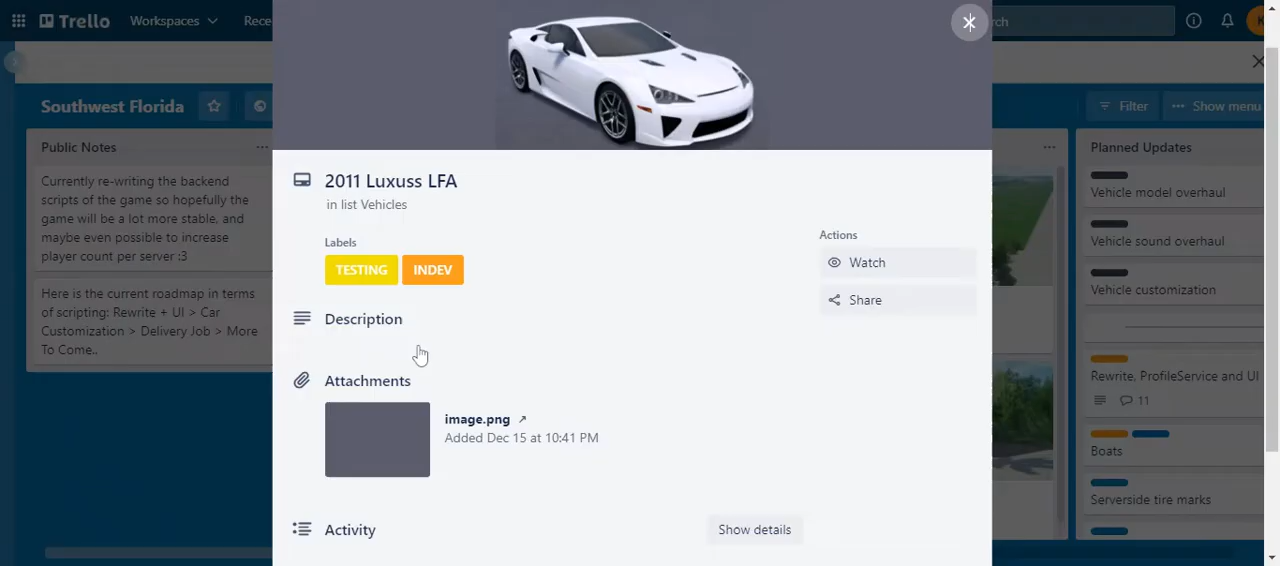 Trello
Workspaces
Southwest Florida
Filter
Show menu
Public Notes
Currently re-writing the backend
scripts of the game so hopefully the
game will be a lot more stable, and
maybe even possible to increase
player count per server :3
Here is the current roadmap in terms
of scripting: Rewrite + UI > Car
Customization > Delivery Job > More
To Come..
2011 Luxuss LFA
in list Vehicles
Labels
TESTING
INDEV
Description
Attachments
image.png
Added Dec 15 at 10:41 PM
Activity
Show details
Actions
Watch
Share
Planned Updates
Vehicle model overhaul
Vehicle sound overhaul
Vehicle customization
Rewrite, ProfileService and UI
11
Boats
Serverside tire marks